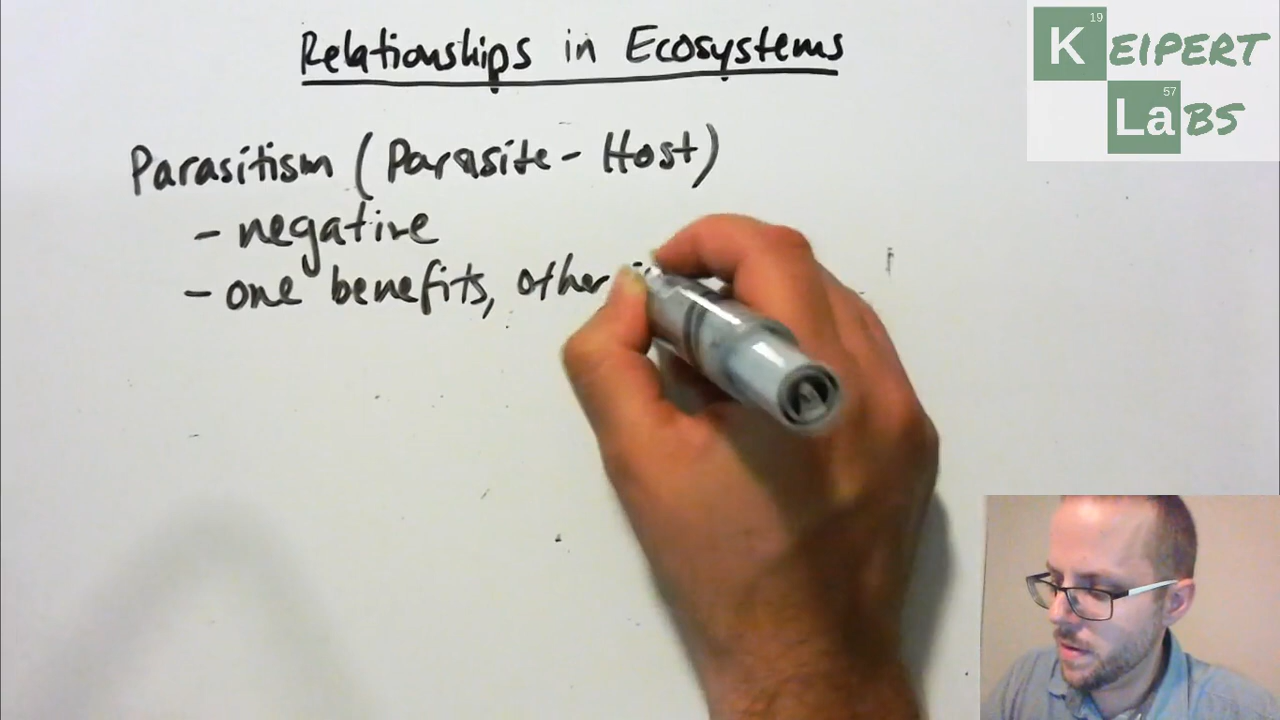 Relationships in Ecosystems
19
KEIPERT
57
LaBS
Parasitism (Parasite - Host)
- negative
- one benefits, other